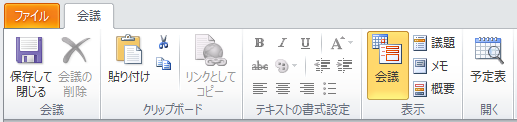 ファイル 会議
保存して
閉じる
会議の
削除
貼り付け
リンクとして
コピー
B I U A
abc A
会議
議題
メモ
概要
予定表
会議 クリップボード テキストの書式設定 表示 開く